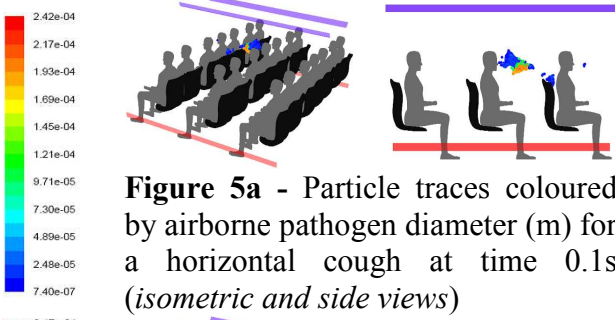 2.42e-04
2.17e-04
1.93e-04
1.69e-04
1.45e-04
1.21e-04
9.71e-05
7.30e-05
4.89e-05
2.48e-05
7.40e-07
Figure 5a - Particle traces coloured
by airborne pathogen diameter (m) for
a horizontal cough at time 0.1s
(isometric and side views)